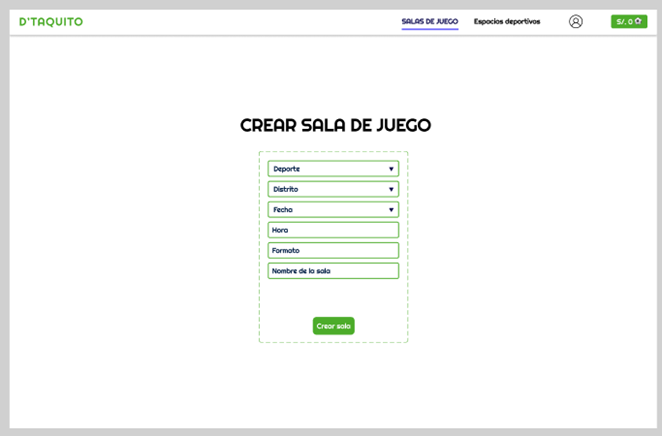 D'TAQUITO
SALAS DE JUEGO
Espacios deportivos
S/. 0
CREAR SALA DE JUEGO
Deporte
Distrito
Fecha
Hora
Formato
Nombre de la sala
Crear sala